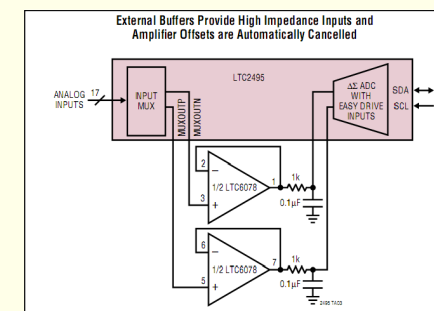 External Buffers Provide High Impedance Inputs and
Amplifier Offsets are Automatically Cancelled
LTC2495
ANALOG
INPUTS
17
INPUT
MUX
MUXOUTP
MUXOUTN
ΔΣ ADC
WITH
EASY DRIVE
INPUTS
SDA
SCL
2
–
1/2 LTC6078
3
+
1
1k
0.1µF
6
–
1/2 LTC6078
5
+
7
1k
0.1µF
2495 TA03